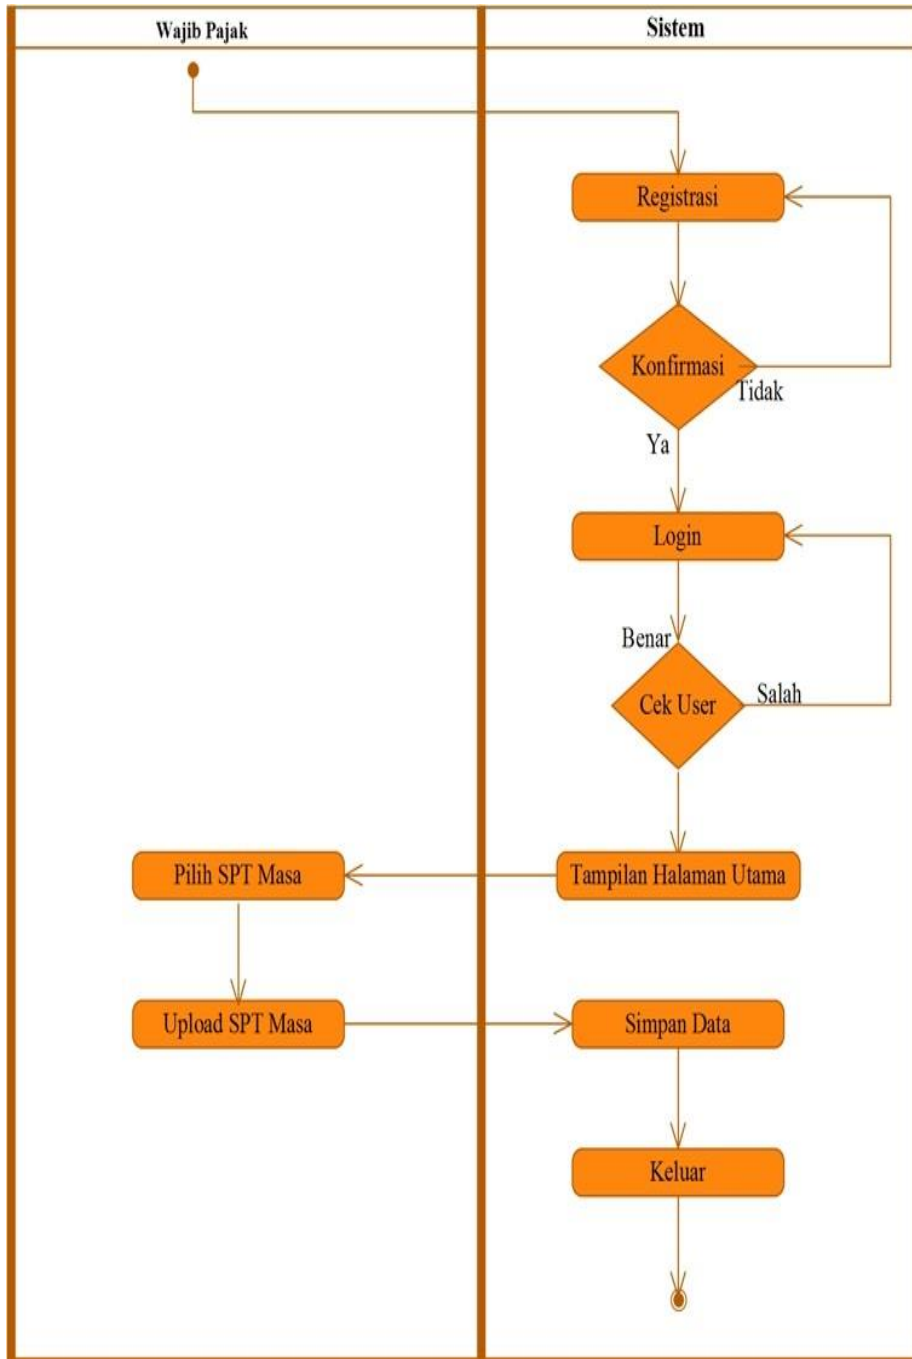 Wajib Pajak
Sistem
Registrasi
Konfirmasi
Tidak
Ya
Login
Benar
Cek User
Salah
Pilih SPT Masa
Tampilan Halaman Utama
Upload SPT Masa
Simpan Data
Keluar